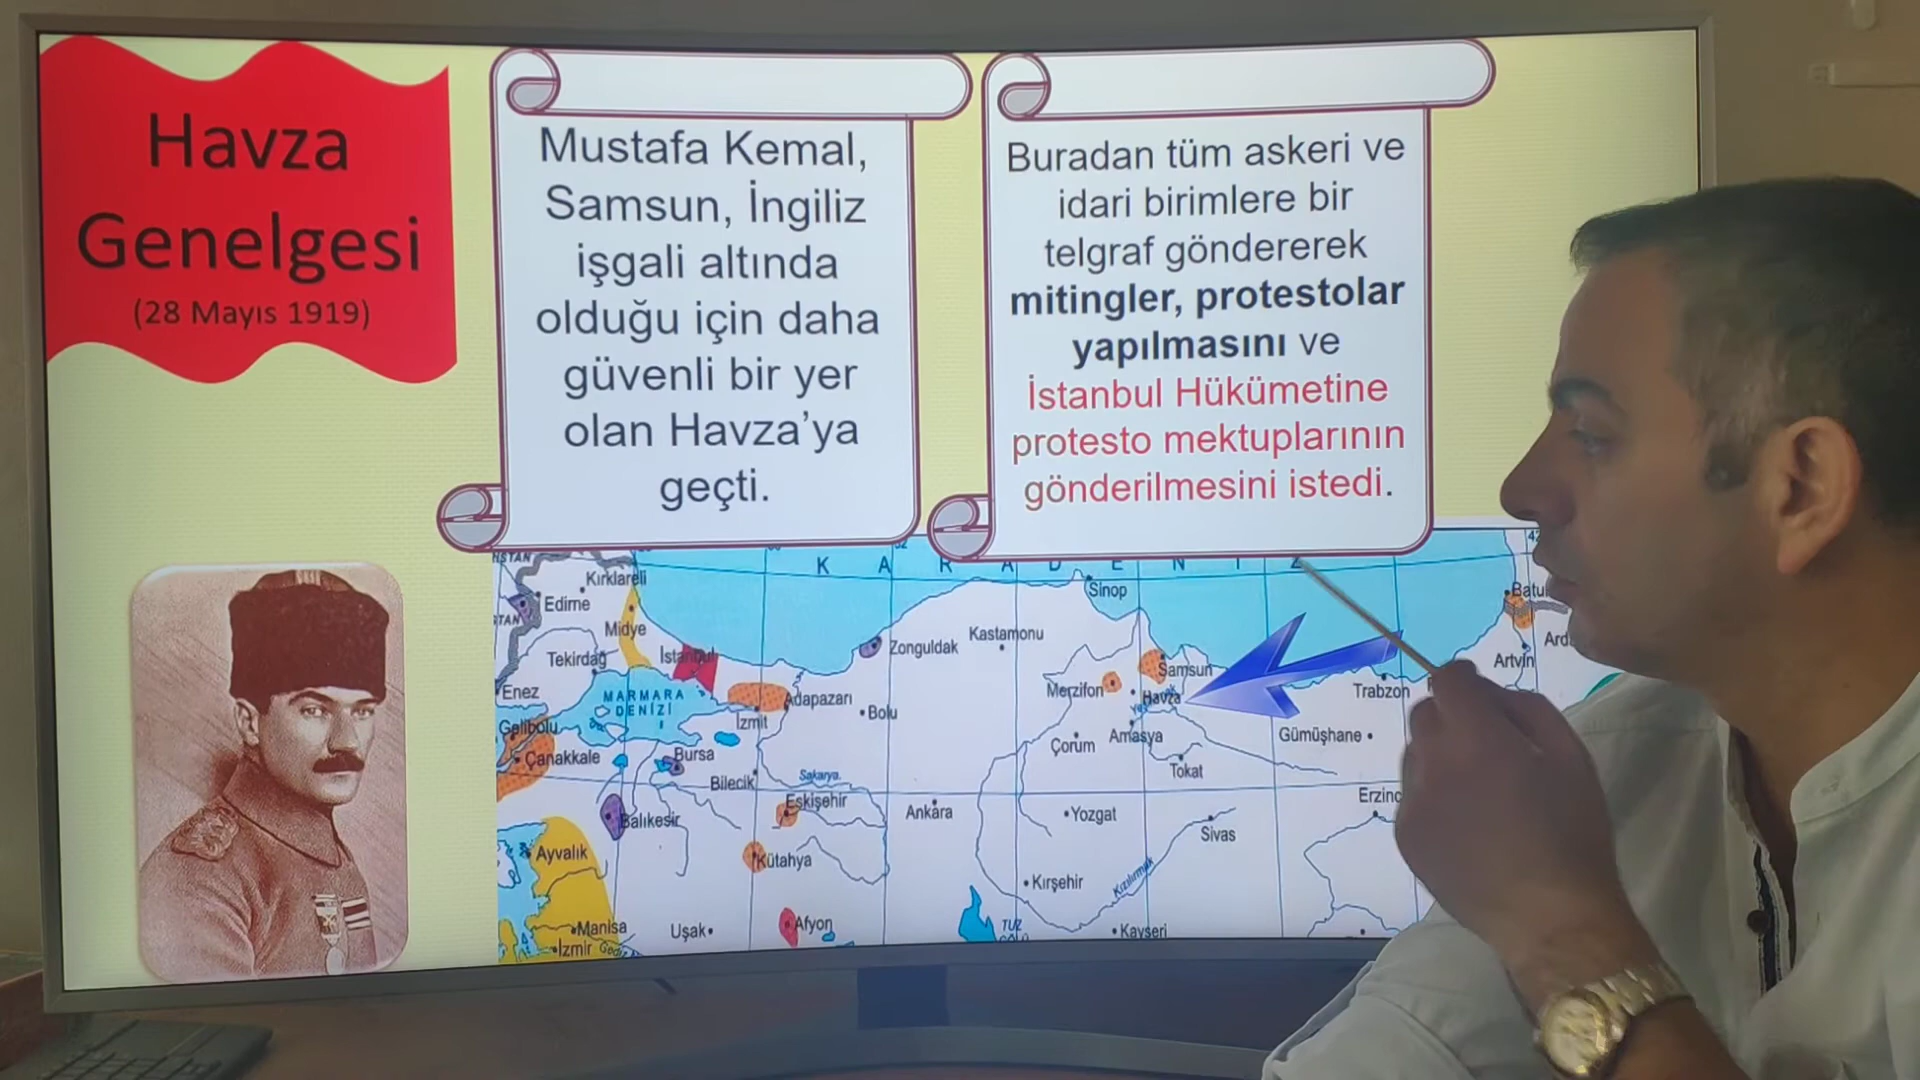 Havza
Genelgesi
(28 Mayıs 1919)
Mustafa Kemal,
Samsun, İngiliz
işgali altında
olduğu için daha
güvenli bir yer
olan Havza'ya
geçti.
Buradan tüm askeri ve
idari birimlere bir
telgraf göndererek
mitingler, protestolar
yapılmasını ve
İstanbul Hükümetine
protesto mektuplarının
gönderilmesini istedi.
K A R A D E N İ Z
Kırklareli
Edirne
Midye
Tekirdağ
İstanbul
Enez
MARMARA
DENİZİ
Gelibolu
Çanakkale
İzmit
Adapazarı
Bolu
Zonguldak
Kastamonu
Sinop
Samsun
Merzifon
Havza
Amasya
Çorum
Tokat
Trabzon
Gümüşhane
Artvin
Bursa
Bilecik
Sakarya
Eskişehir
Balıkesir
Ankara
Yozgat
Sivas
Kütahya
Ayvalık
Kırşehir
Kızılırmak
Manisa
İzmir
Uşak
Afyon
TUZ
Kayseri